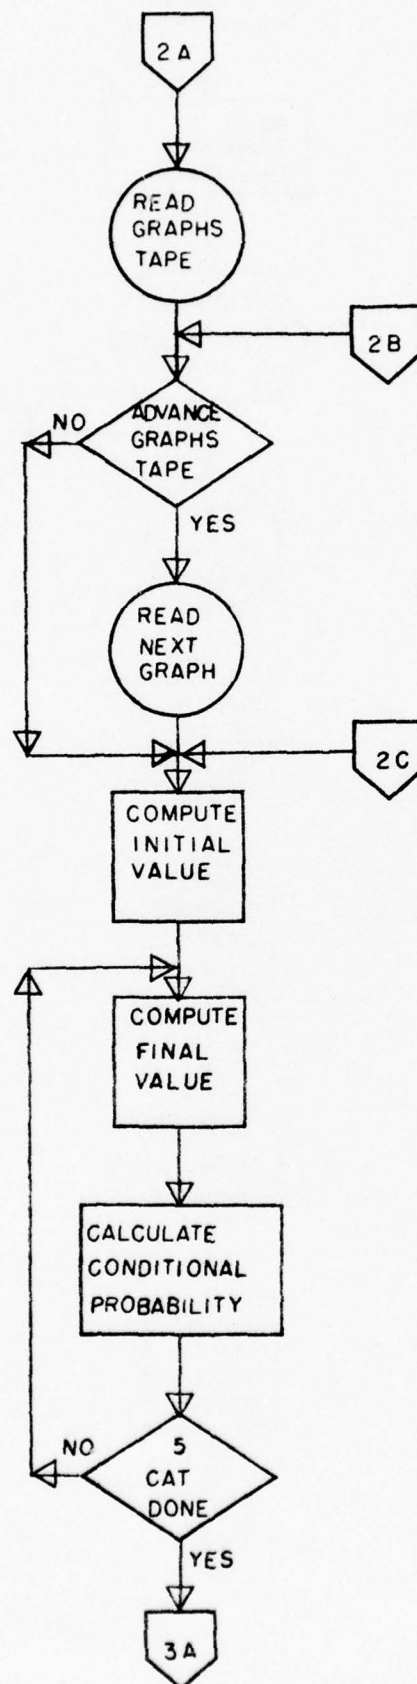 2A
READ
GRAPHS
TAPE
2B
NO
ADVANCE
GRAPHS
TAPE
YES
READ
NEXT
GRAPH
2C
COMPUTE
INITIAL
VALUE
COMPUTE
FINAL
VALUE
CALCULATE
CONDITIONAL
PROBABILITY
NO
5
CAT
DONE
YES
3A